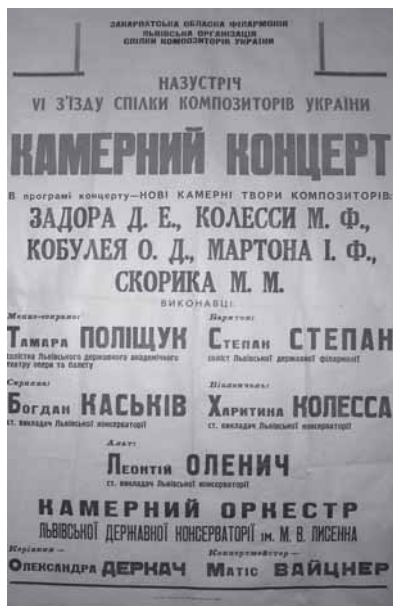 ЗАКАРПАТСЬКА ОБЛАСНА ФІЛАРМОНІЯ
ЛЬВІВСЬКА ОРГАНІЗАЦІЯ
СПІЛКИ КОМПОЗИТОРІВ УКРАЇНИ
НАЗУСТРІЧ
VI З'ЇЗДУ СПІЛКИ КОМПОЗИТОРІВ УКРАЇНИ
КАМЕРНИЙ КОНЦЕРТ
В програмі концерту—НОВІ КАМЕРНІ ТВОРИ КОМПОЗИТОРІВ:
ЗАДОРА Д. Е., КОЛЕССИ М. Ф.,
КОБУЛЕЯ О. Д., МАРТОНА І. Ф.,
СКОРИКА М. М.
ВИКОНАВЦІ:
Меццо-сопрано:
Тамара ПОЛІЩУК
солістка Львівського державного академічного
театру опери та балету
Баритон:
Степан СТЕПАН
соліст Львівської державної філармонії
Скрипка:
Богдан КАСЬКІВ
ст. викладач Львівської консерваторії
Віолончель:
Харитина КОЛЕССА
ст. викладач Львівської консерваторії
Альт:
Леонтій ОЛЕНИЧ
ст. викладач Львівської консерваторії
КАМЕРНИЙ ОРКЕСТР
ЛЬВІВСЬКОЇ ДЕРЖАВНОЇ КОНСЕРВАТОРІЇ ІМ. М. В. ЛИСЕНКА
Керівник —
Олександра ДЕРКАЧ
Концертмейстер —
Матіс ВАЙЦНЕР